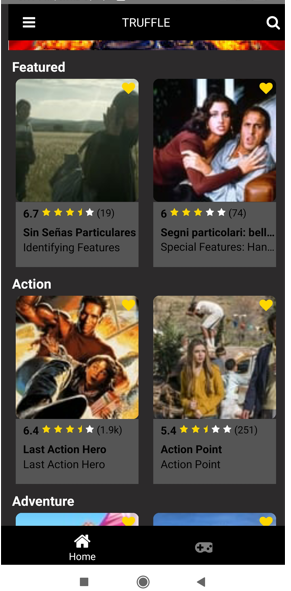 TRUFFLE
Featured
6.7 (19)
Sin Señas Particulares
Identifying Features
6 (74)
Segni particolari: bell...
Special Features: Han...
Action
6.4 (1.9k)
Last Action Hero
Last Action Hero
5.4 (251)
Action Point
Action Point
Adventure
Home